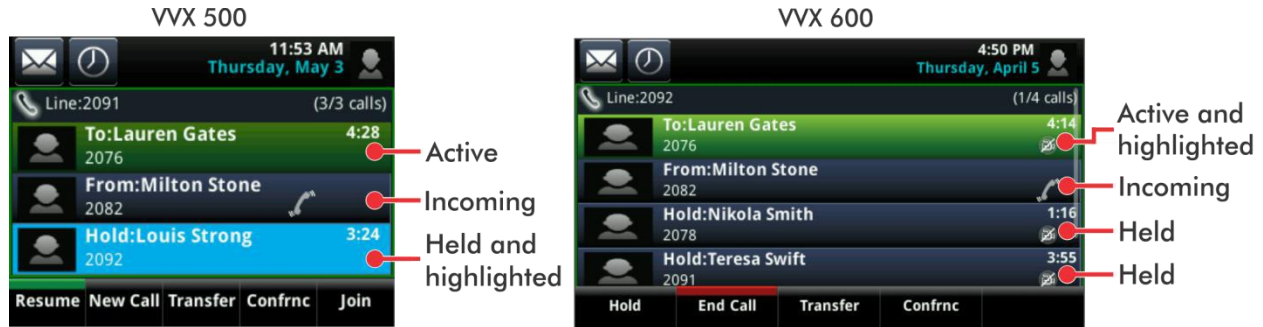 VVX 500
11:53 AM
Thursday, May 3
Line:2091 (3/3 calls)
To:Lauren Gates 4:28
2076
Active
From:Milton Stone
2082
Incoming
Hold:Louis Strong 3:24
2092
Held and
highlighted
Resume New Call Transfer Confrnc Join
VVX 600
4:50 PM
Thursday, April 5
Line:2092 (1/4 calls)
To:Lauren Gates 4:14
2076
Active and
highlighted
From:Milton Stone
2082
Incoming
Hold:Nikola Smith 1:16
2078
Held
Hold:Teresa Swift 3:55
2091
Held
Hold End Call Transfer Confrnc